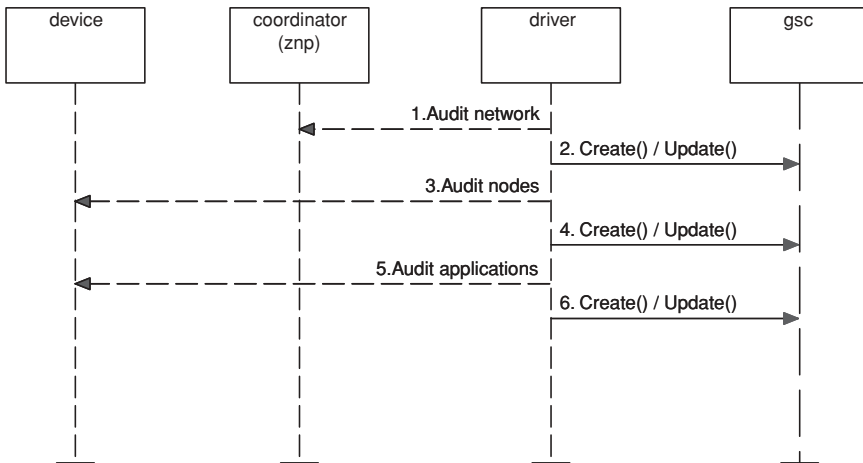 device
coordinator
(znp)
driver
gsc
1.Audit network
2. Create() / Update()
3.Audit nodes
4. Create() / Update()
5.Audit applications
6. Create() / Update()